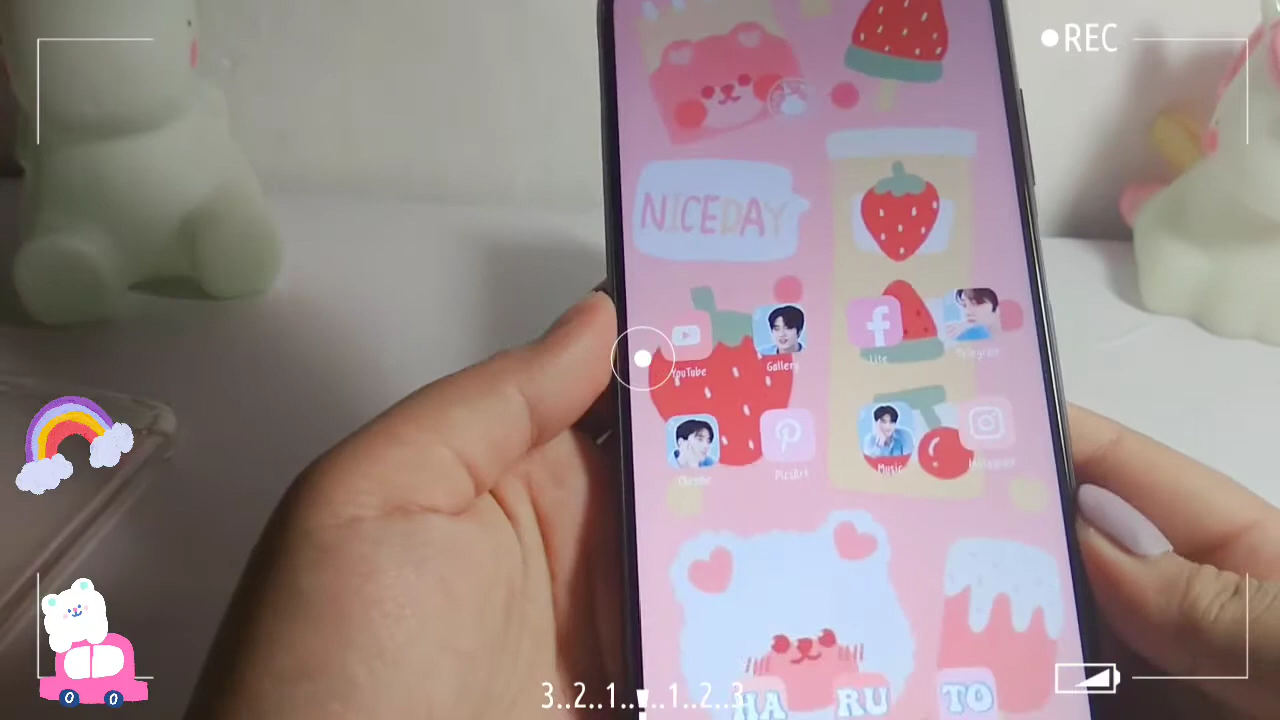 REC
NICEDAY
YouTube
Gallery
Lite
Telegram
Chrome
PicsArt
Music
Instagram
HA RU TO
3..2..1..▾..1..2..3